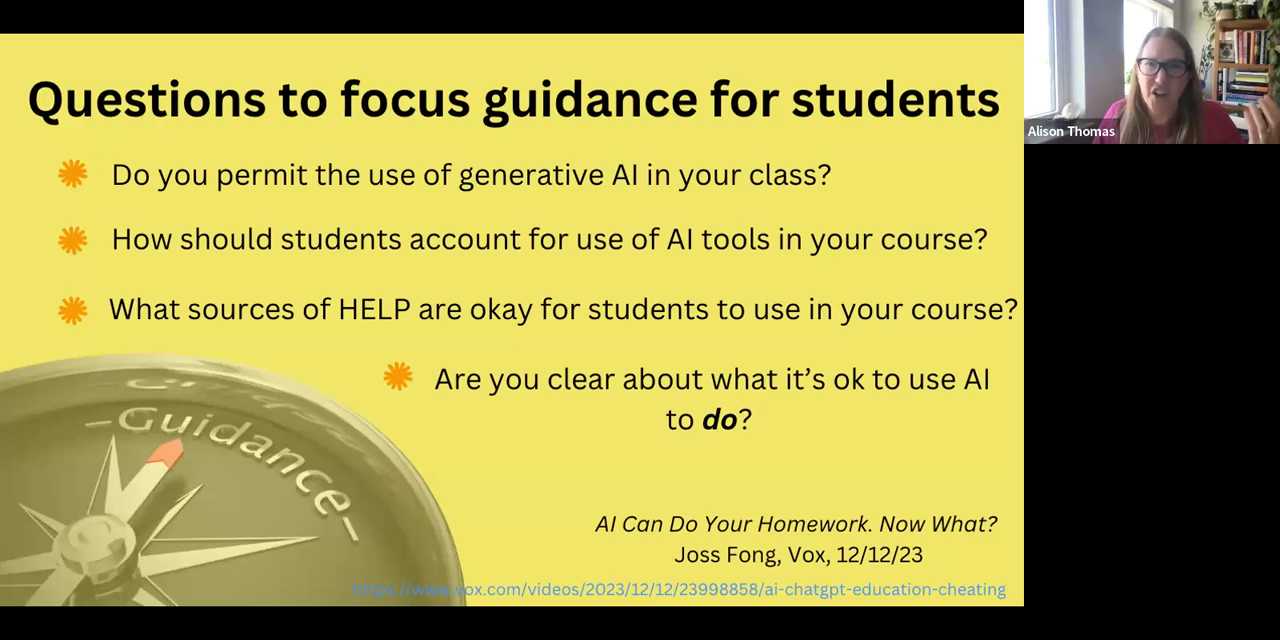 Questions to focus guidance for students
Do you permit the use of generative AI in your class?
How should students account for use of AI tools in your course?
What sources of HELP are okay for students to use in your course?
Are you clear about what it’s ok to use AI
to do?
-Guidance-
AI Can Do Your Homework. Now What?
Joss Fong, Vox, 12/12/23
https://www.vox.com/videos/2023/12/12/23998858/ai-chatgpt-education-cheating
Alison Thomas